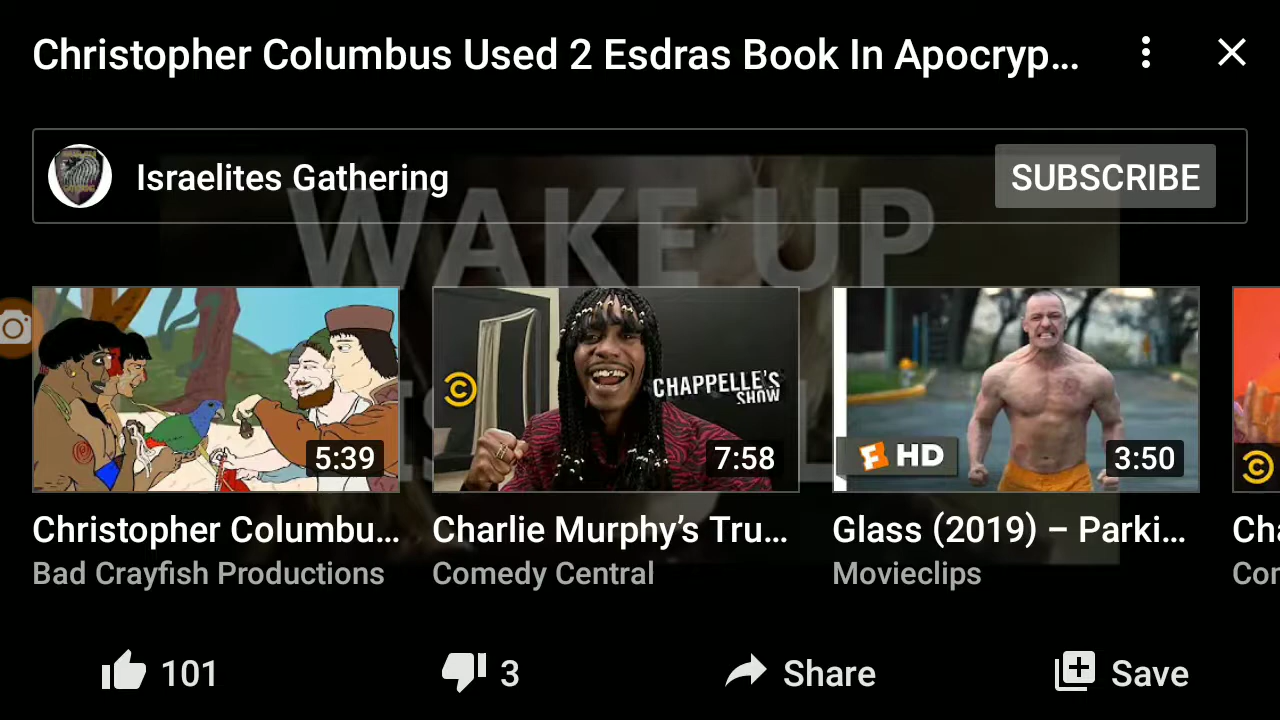 Christopher Columbus Used 2 Esdras Book In Apocryp...
Israelites Gathering
SUBSCRIBE
WAKE UP
CHAPPELLE'S
SHOW
HD
5:39
7:58
3:50
Christopher Columbu...
Charlie Murphy's Tru...
Glass (2019) – Parki...
Cha
Bad Crayfish Productions
Comedy Central
Movieclips
Con
101
3
Share
Save